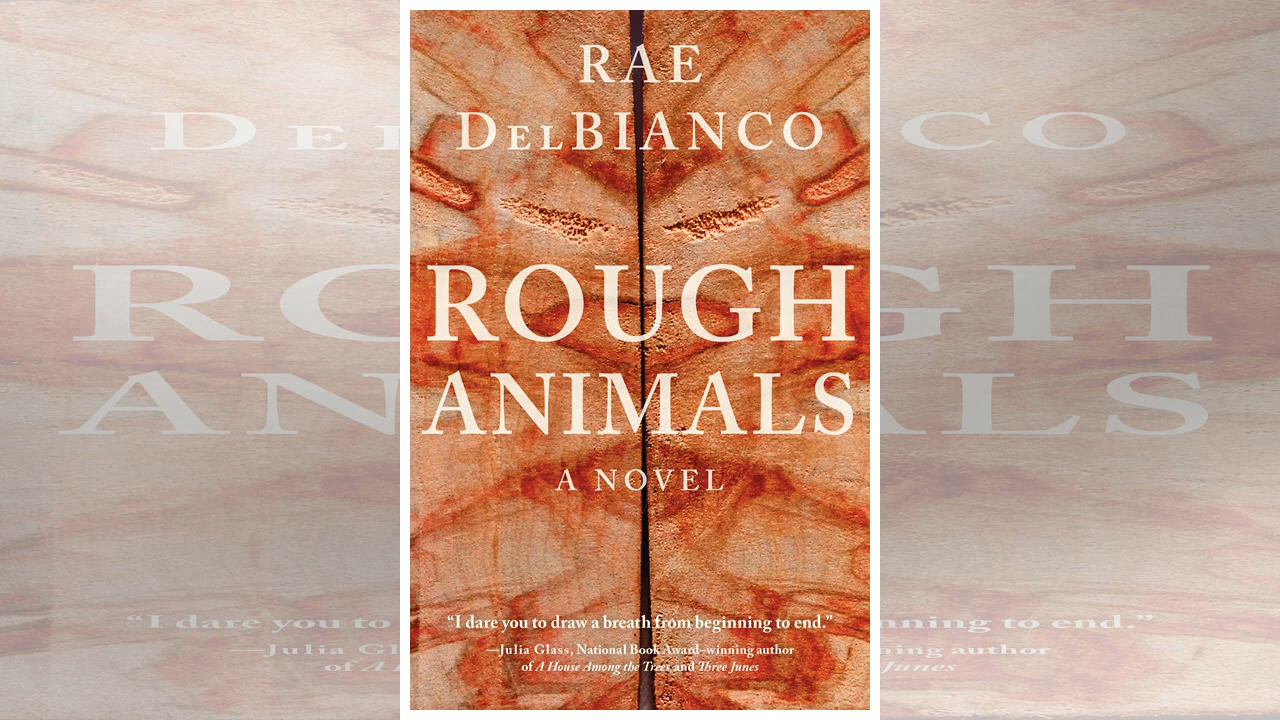 RAE
DELBIANCO
ROUGH
ANIMALS
A NOVEL
“I dare you to draw a breath from beginning to end.”
—Julia Glass, National Book Award–winning author
of A House Among the Trees and Three Junes